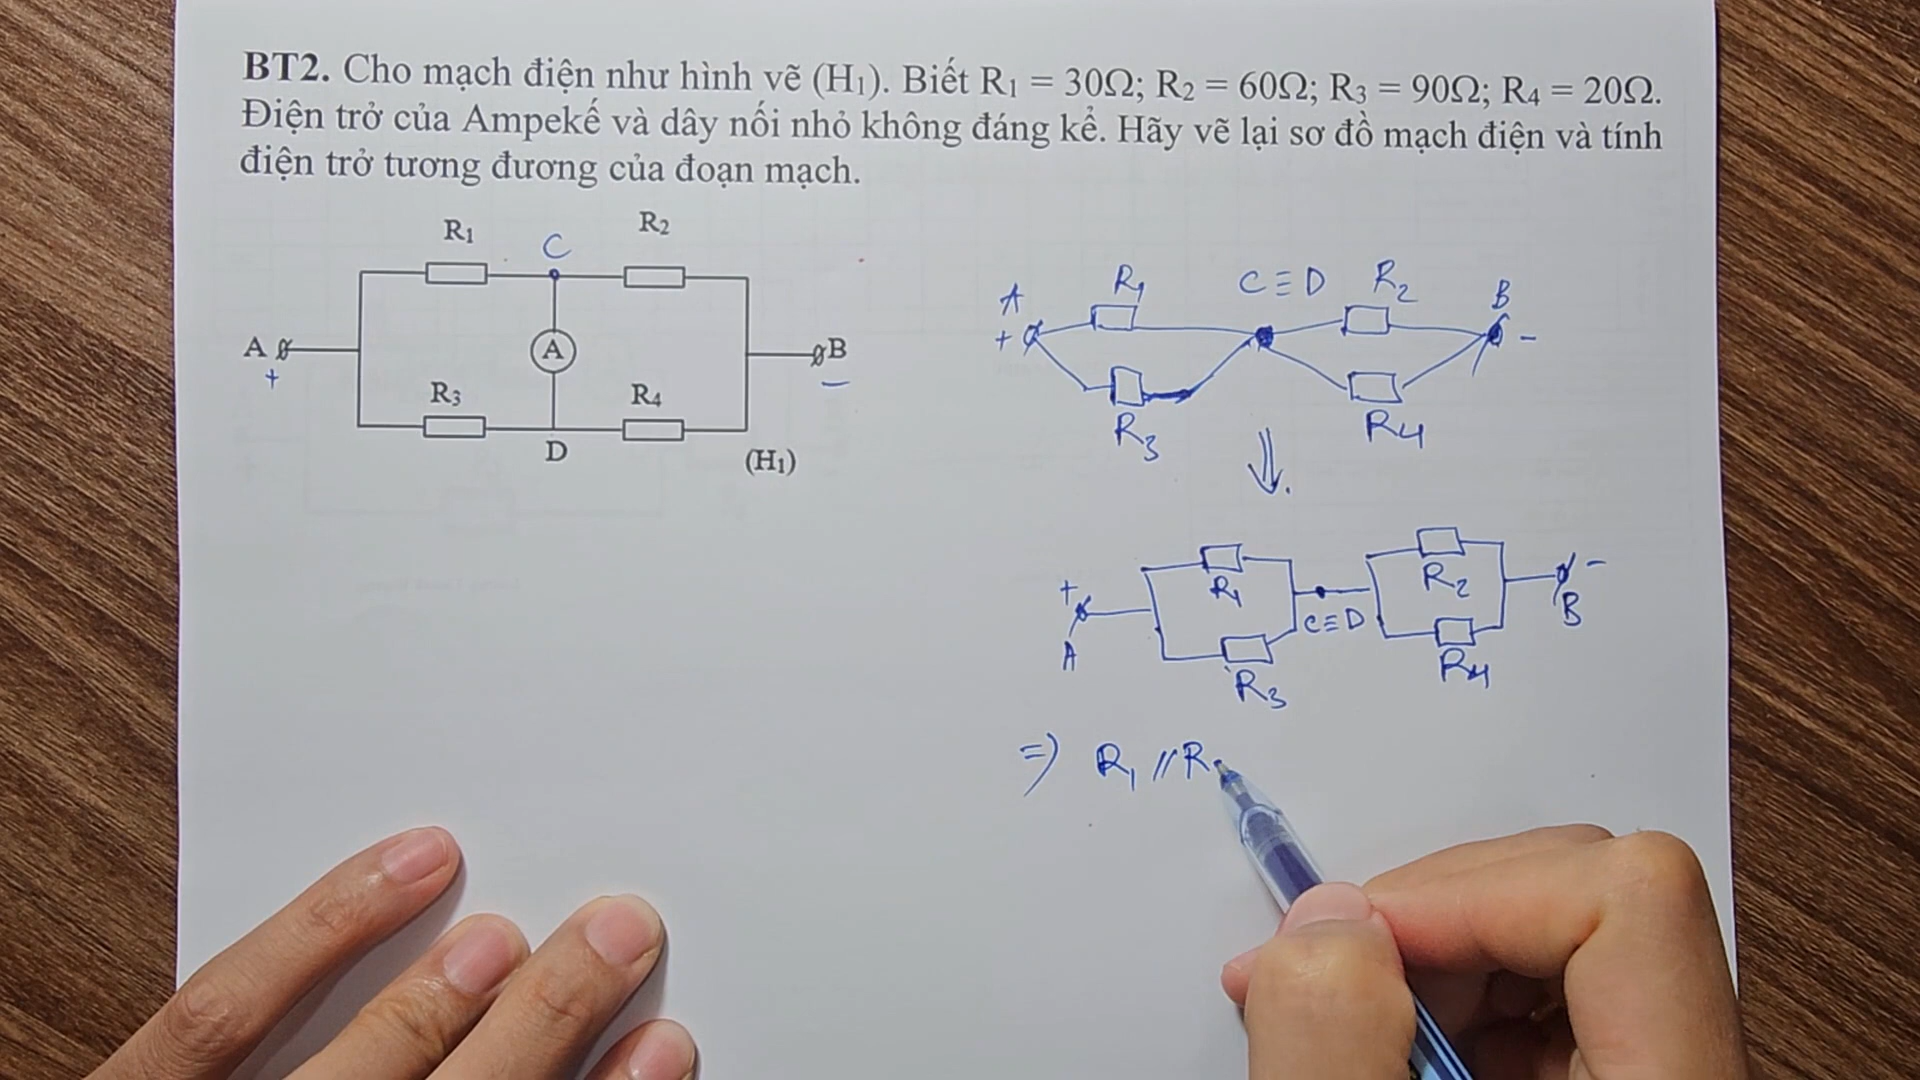 BT2. Cho mạch điện như hình vẽ (H₁). Biết R₁ = 30Ω; R₂ = 60Ω; R₃ = 90Ω; R₄ = 20Ω.
Điện trở của Ampekế và dây nối nhỏ không đáng kể. Hãy vẽ lại sơ đồ mạch điện và tính
điện trở tương đương của đoạn mạch.
R₁ C R₂
A A B
+ −
R₃ R₄
D (H₁)
A R₁ C≡D R₂ B
+ −
R₃ R₄
⇓
+ R₁ R₂ −
A C≡D B
R₃ R₄
⇒ R₁ // R